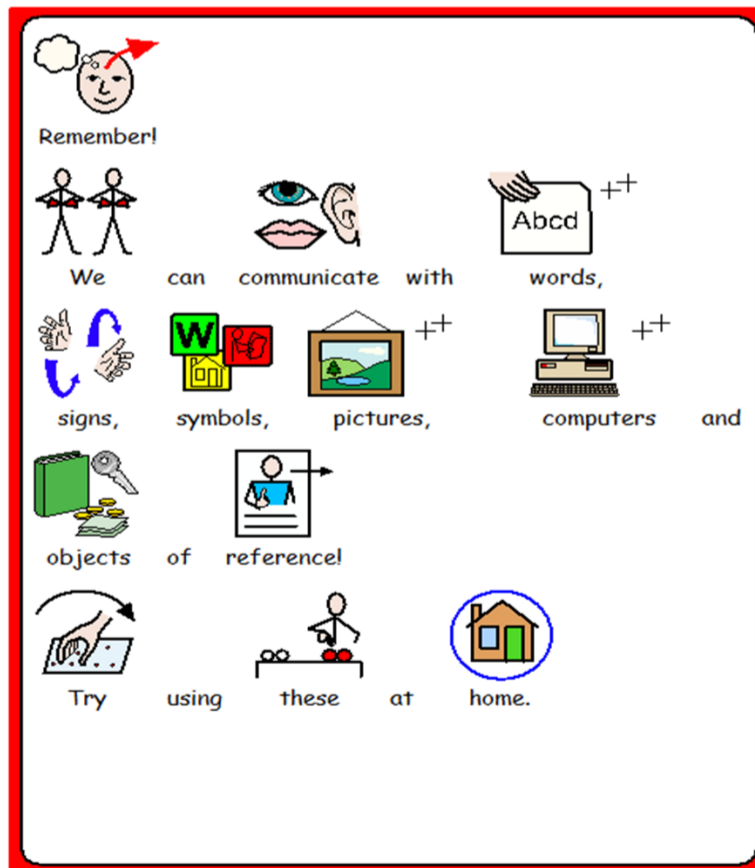 Remember!
Abcd
We can communicate with words,
W
signs, symbols, pictures, computers and
objects of reference!
Try using these at home.